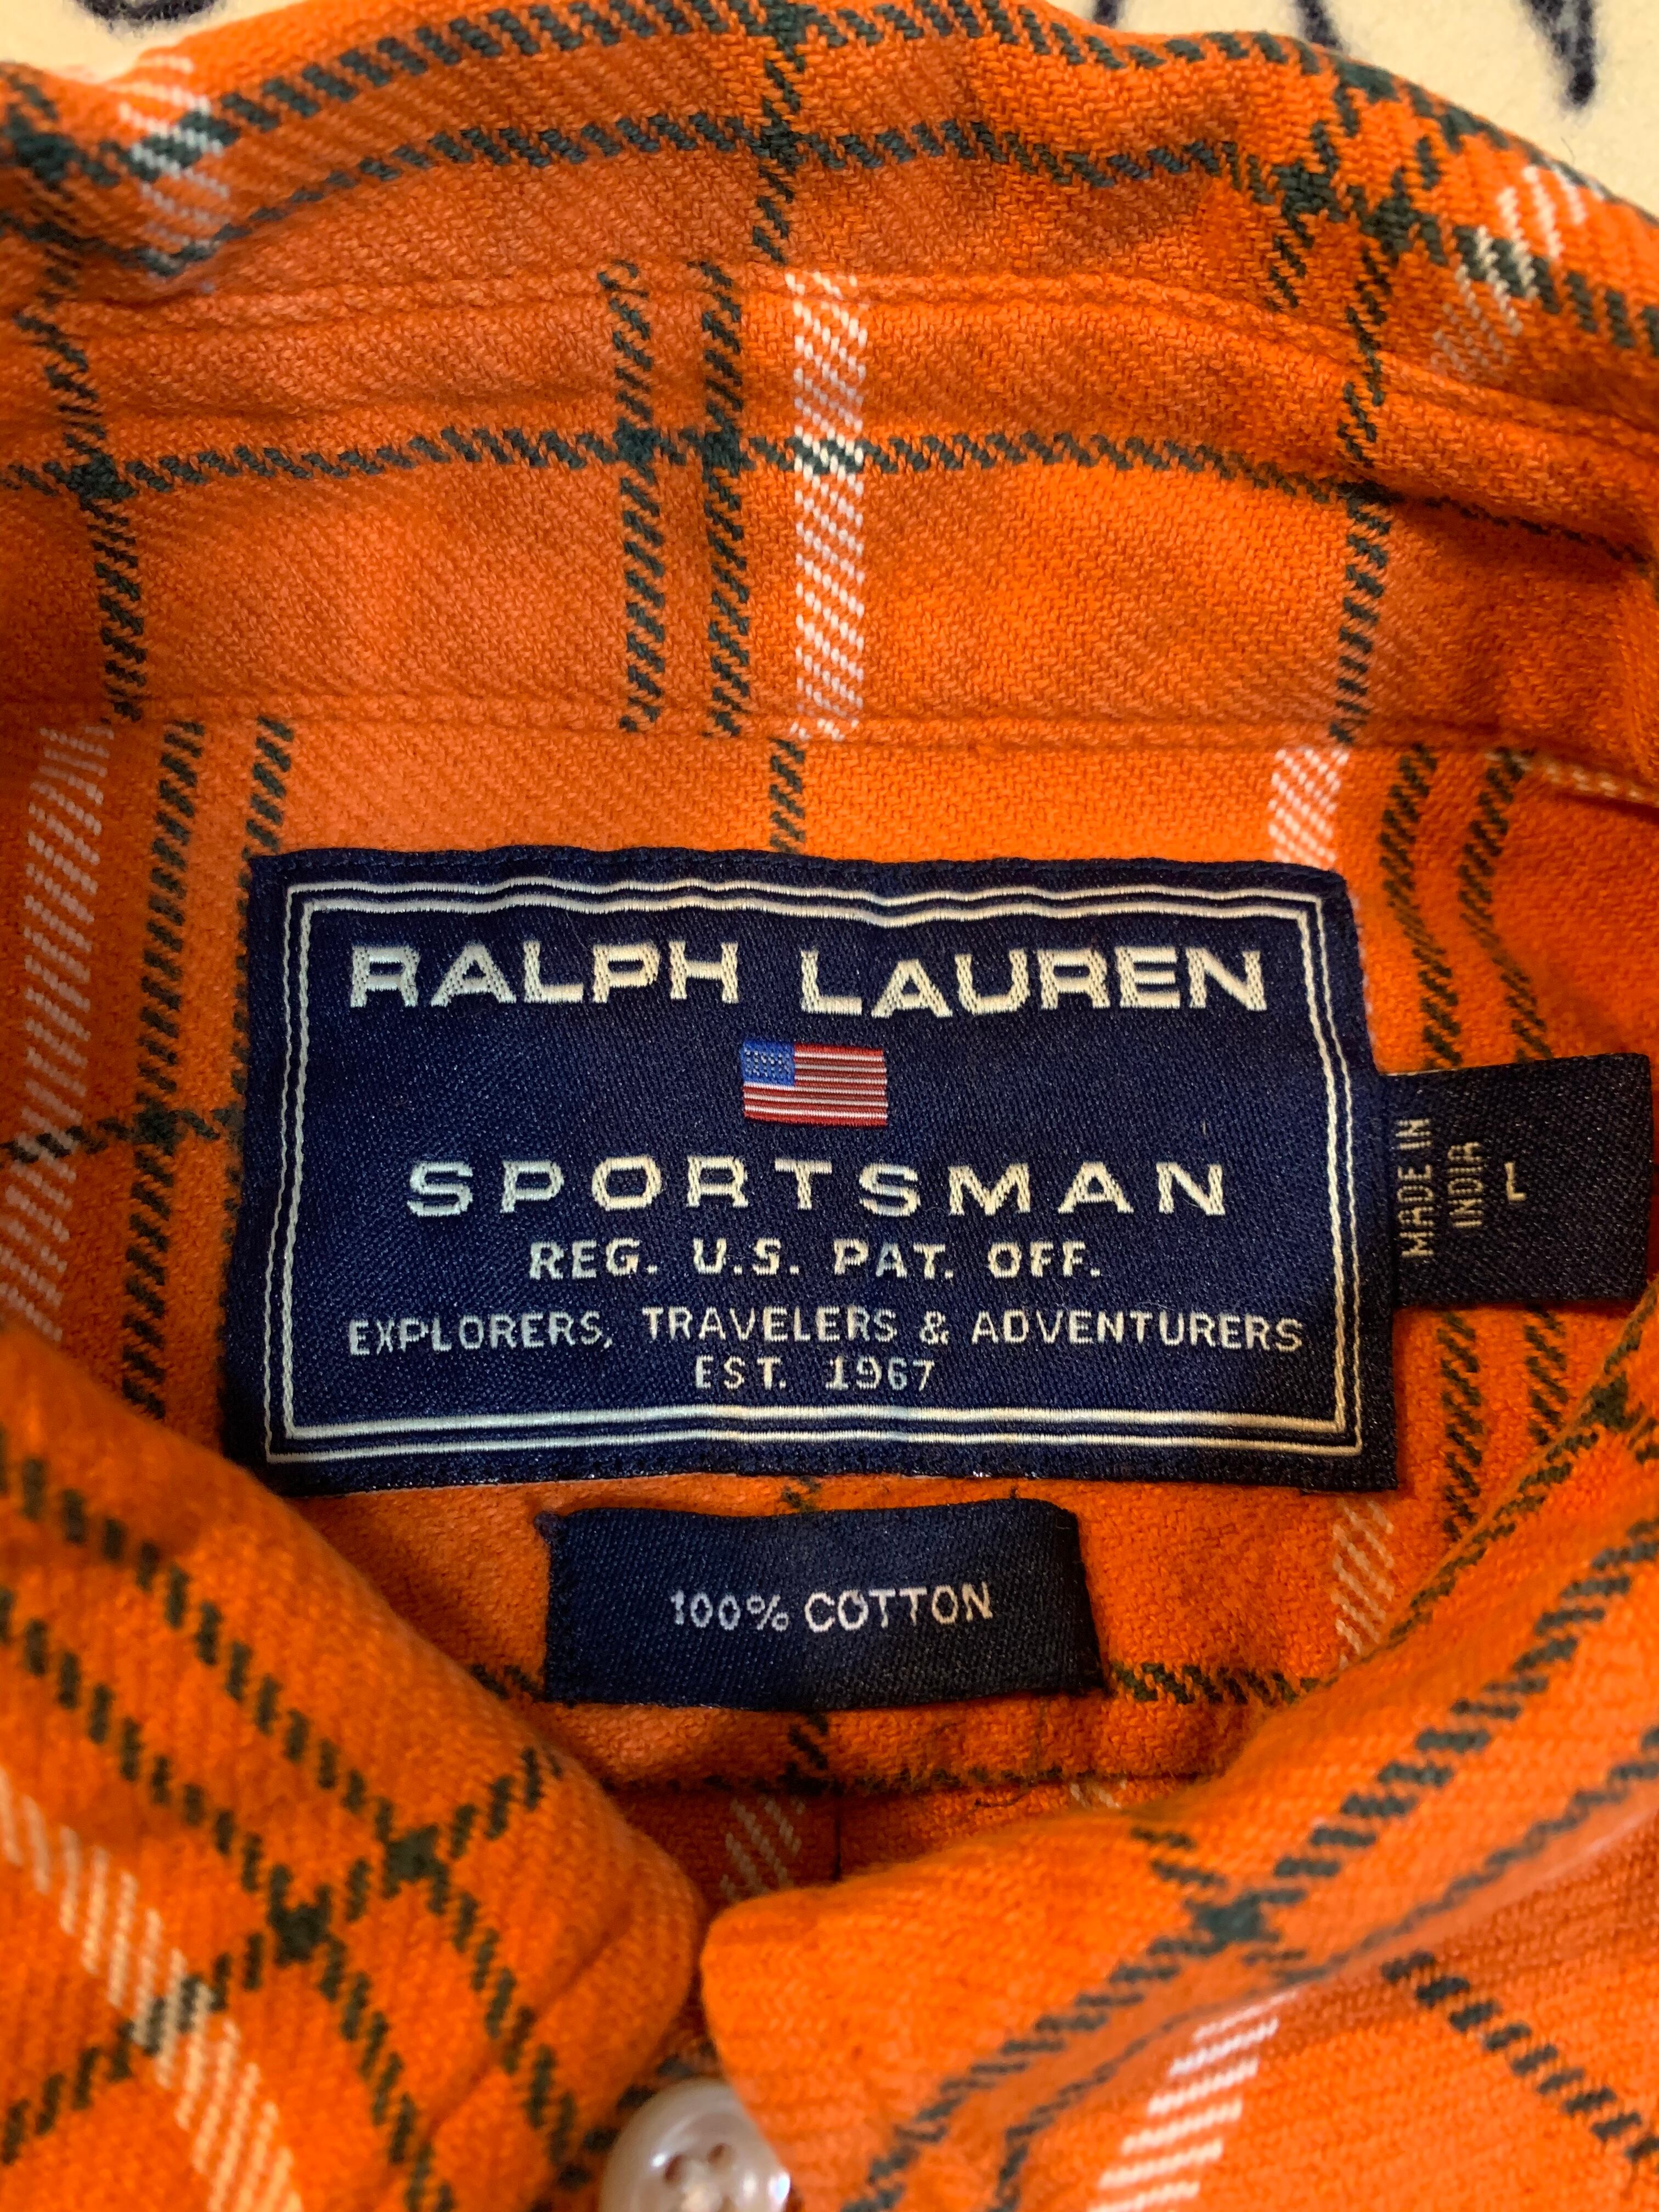 RALPH LAUREN
SPORTSMAN
REG. U.S. PAT. OFF.
EXPLORERS, TRAVELERS & ADVENTURERS
EST. 1967
MADE IN
INDIA
L
100% COTTON